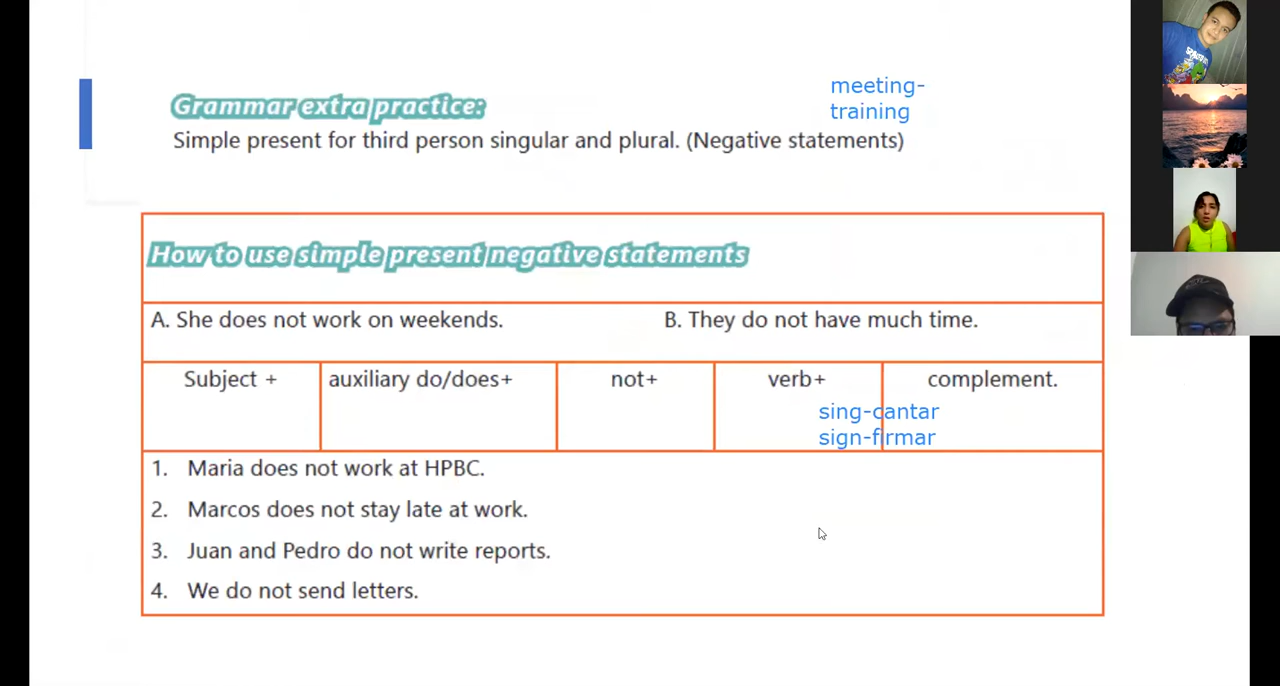 meeting-
training
Grammar extra practice:
Simple present for third person singular and plural. (Negative statements)
How to use simple present negative statements
A. She does not work on weekends. B. They do not have much time.
Subject + auxiliary do/does+ not+ verb+ complement.
sing-cantar
sign-firmar
1. Maria does not work at HPBC.
2. Marcos does not stay late at work.
3. Juan and Pedro do not write reports.
4. We do not send letters.